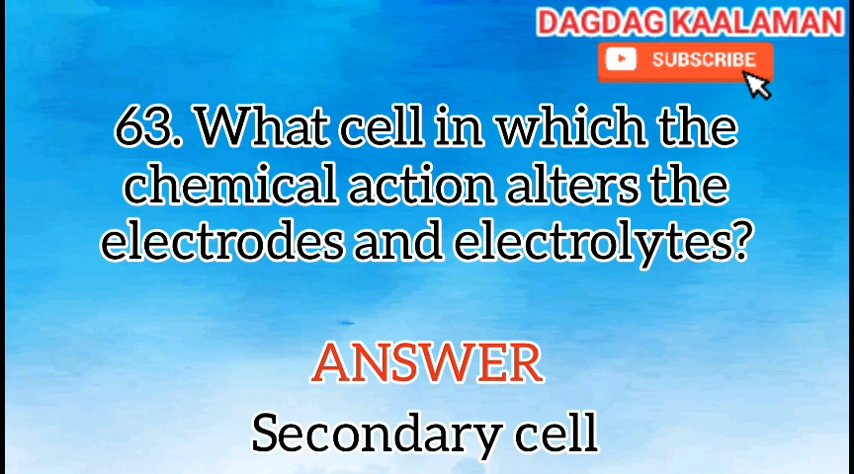 DAGDAG KAALAMAN
SUBSCRIBE
63. What cell in which the
chemical action alters the
electrodes and electrolytes?
ANSWER
Secondary cell